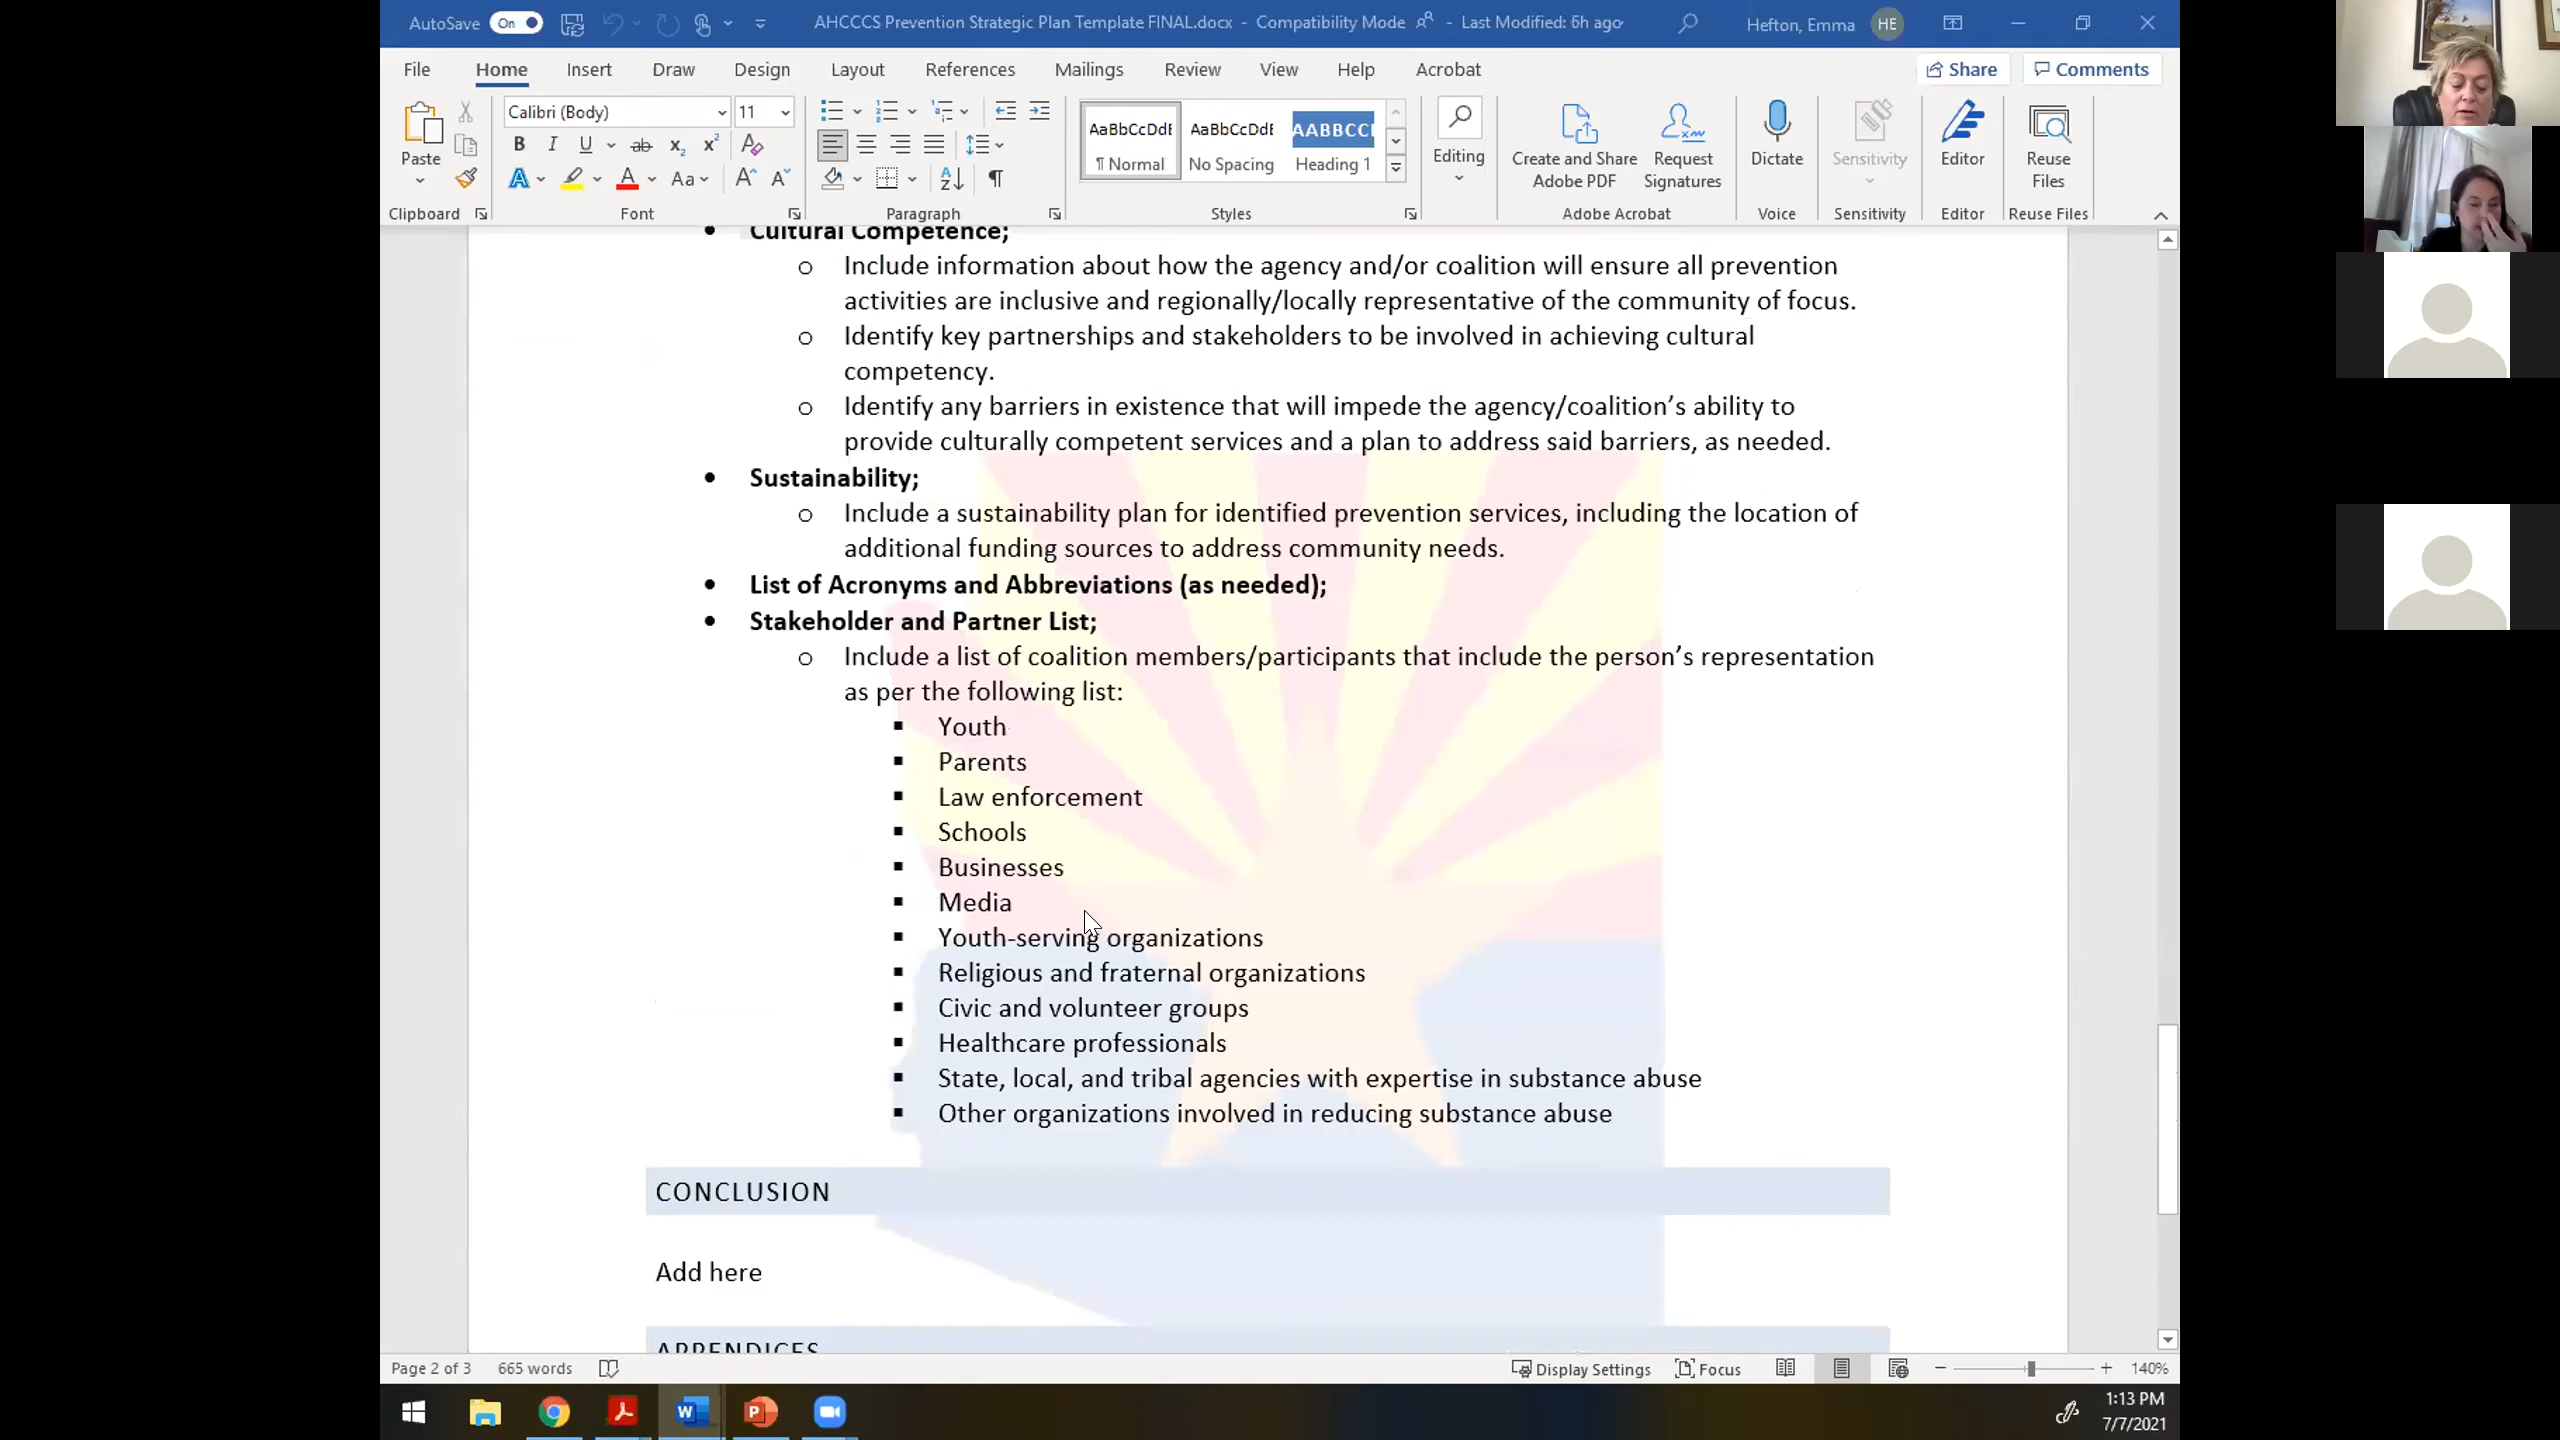 AutoSave On AHCCCS Prevention Strategic Plan Template FINAL.docx - Compatibility Mode - Last Modified: 6h ago Hefton, Emma HE
File Home Insert Draw Design Layout References Mailings Review View Help Acrobat Share Comments
Calibri (Body) 11
AaBbCcDdE AaBbCcDdE AABBCCI
Paste
¶ Normal No Spacing Heading 1
Editing
Create and Share Adobe PDF
Request Signatures
Dictate
Sensitivity
Editor
Reuse Files
Clipboard Font Paragraph Styles Adobe Acrobat Voice Sensitivity Editor Reuse Files
• Cultural Competence;
o Include information about how the agency and/or coalition will ensure all prevention
activities are inclusive and regionally/locally representative of the community of focus.
o Identify key partnerships and stakeholders to be involved in achieving cultural
competency.
o Identify any barriers in existence that will impede the agency/coalition’s ability to
provide culturally competent services and a plan to address said barriers, as needed.
• Sustainability;
o Include a sustainability plan for identified prevention services, including the location of
additional funding sources to address community needs.
• List of Acronyms and Abbreviations (as needed);
• Stakeholder and Partner List;
o Include a list of coalition members/participants that include the person’s representation
as per the following list:
▪ Youth
▪ Parents
▪ Law enforcement
▪ Schools
▪ Businesses
▪ Media
▪ Youth-serving organizations
▪ Religious and fraternal organizations
▪ Civic and volunteer groups
▪ Healthcare professionals
▪ State, local, and tribal agencies with expertise in substance abuse
▪ Other organizations involved in reducing substance abuse
CONCLUSION
Add here
APPENDICES
Page 2 of 3 665 words Display Settings Focus 140%
1:13 PM
7/7/2021